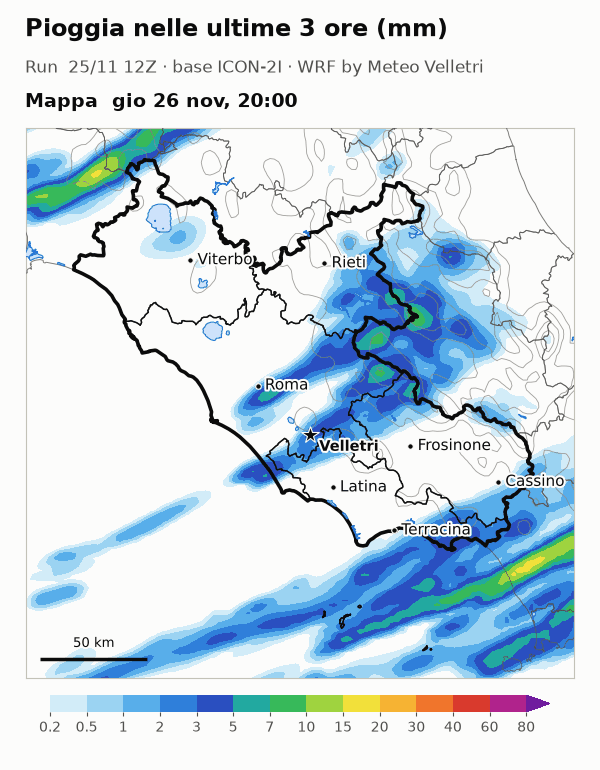 Pioggia nelle ultime 3 ore (mm)
Run  25/11 12Z · base ICON-2I · WRF by Meteo Velletri
Mappa  gio 26 nov, 20:00
Viterbo
Rieti
Roma
Velletri
Frosinone
Latina
Cassino
Terracina
50 km
0.2 0.5 1 2 3 5 7 10 15 20 30 40 60 80